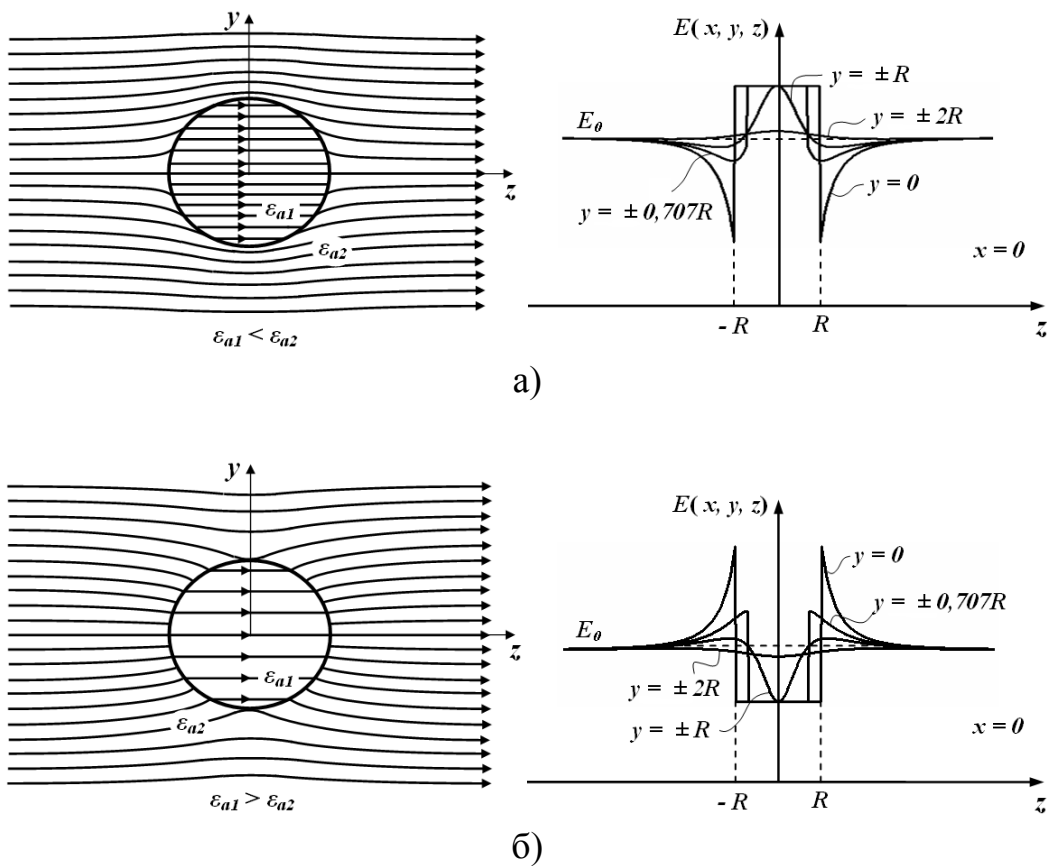 y
z
εa1
εa2
εa1 < εa2
E( x, y, z)
y = ±R
E0
y = ±2R
y = ±0,707R
y = 0
x = 0
- R
R
z
а)
y
z
εa1
εa2
εa1 > εa2
E( x, y, z)
y = 0
y = ±0,707R
E0
y = ±2R
y = ±R
x = 0
- R
R
z
б)